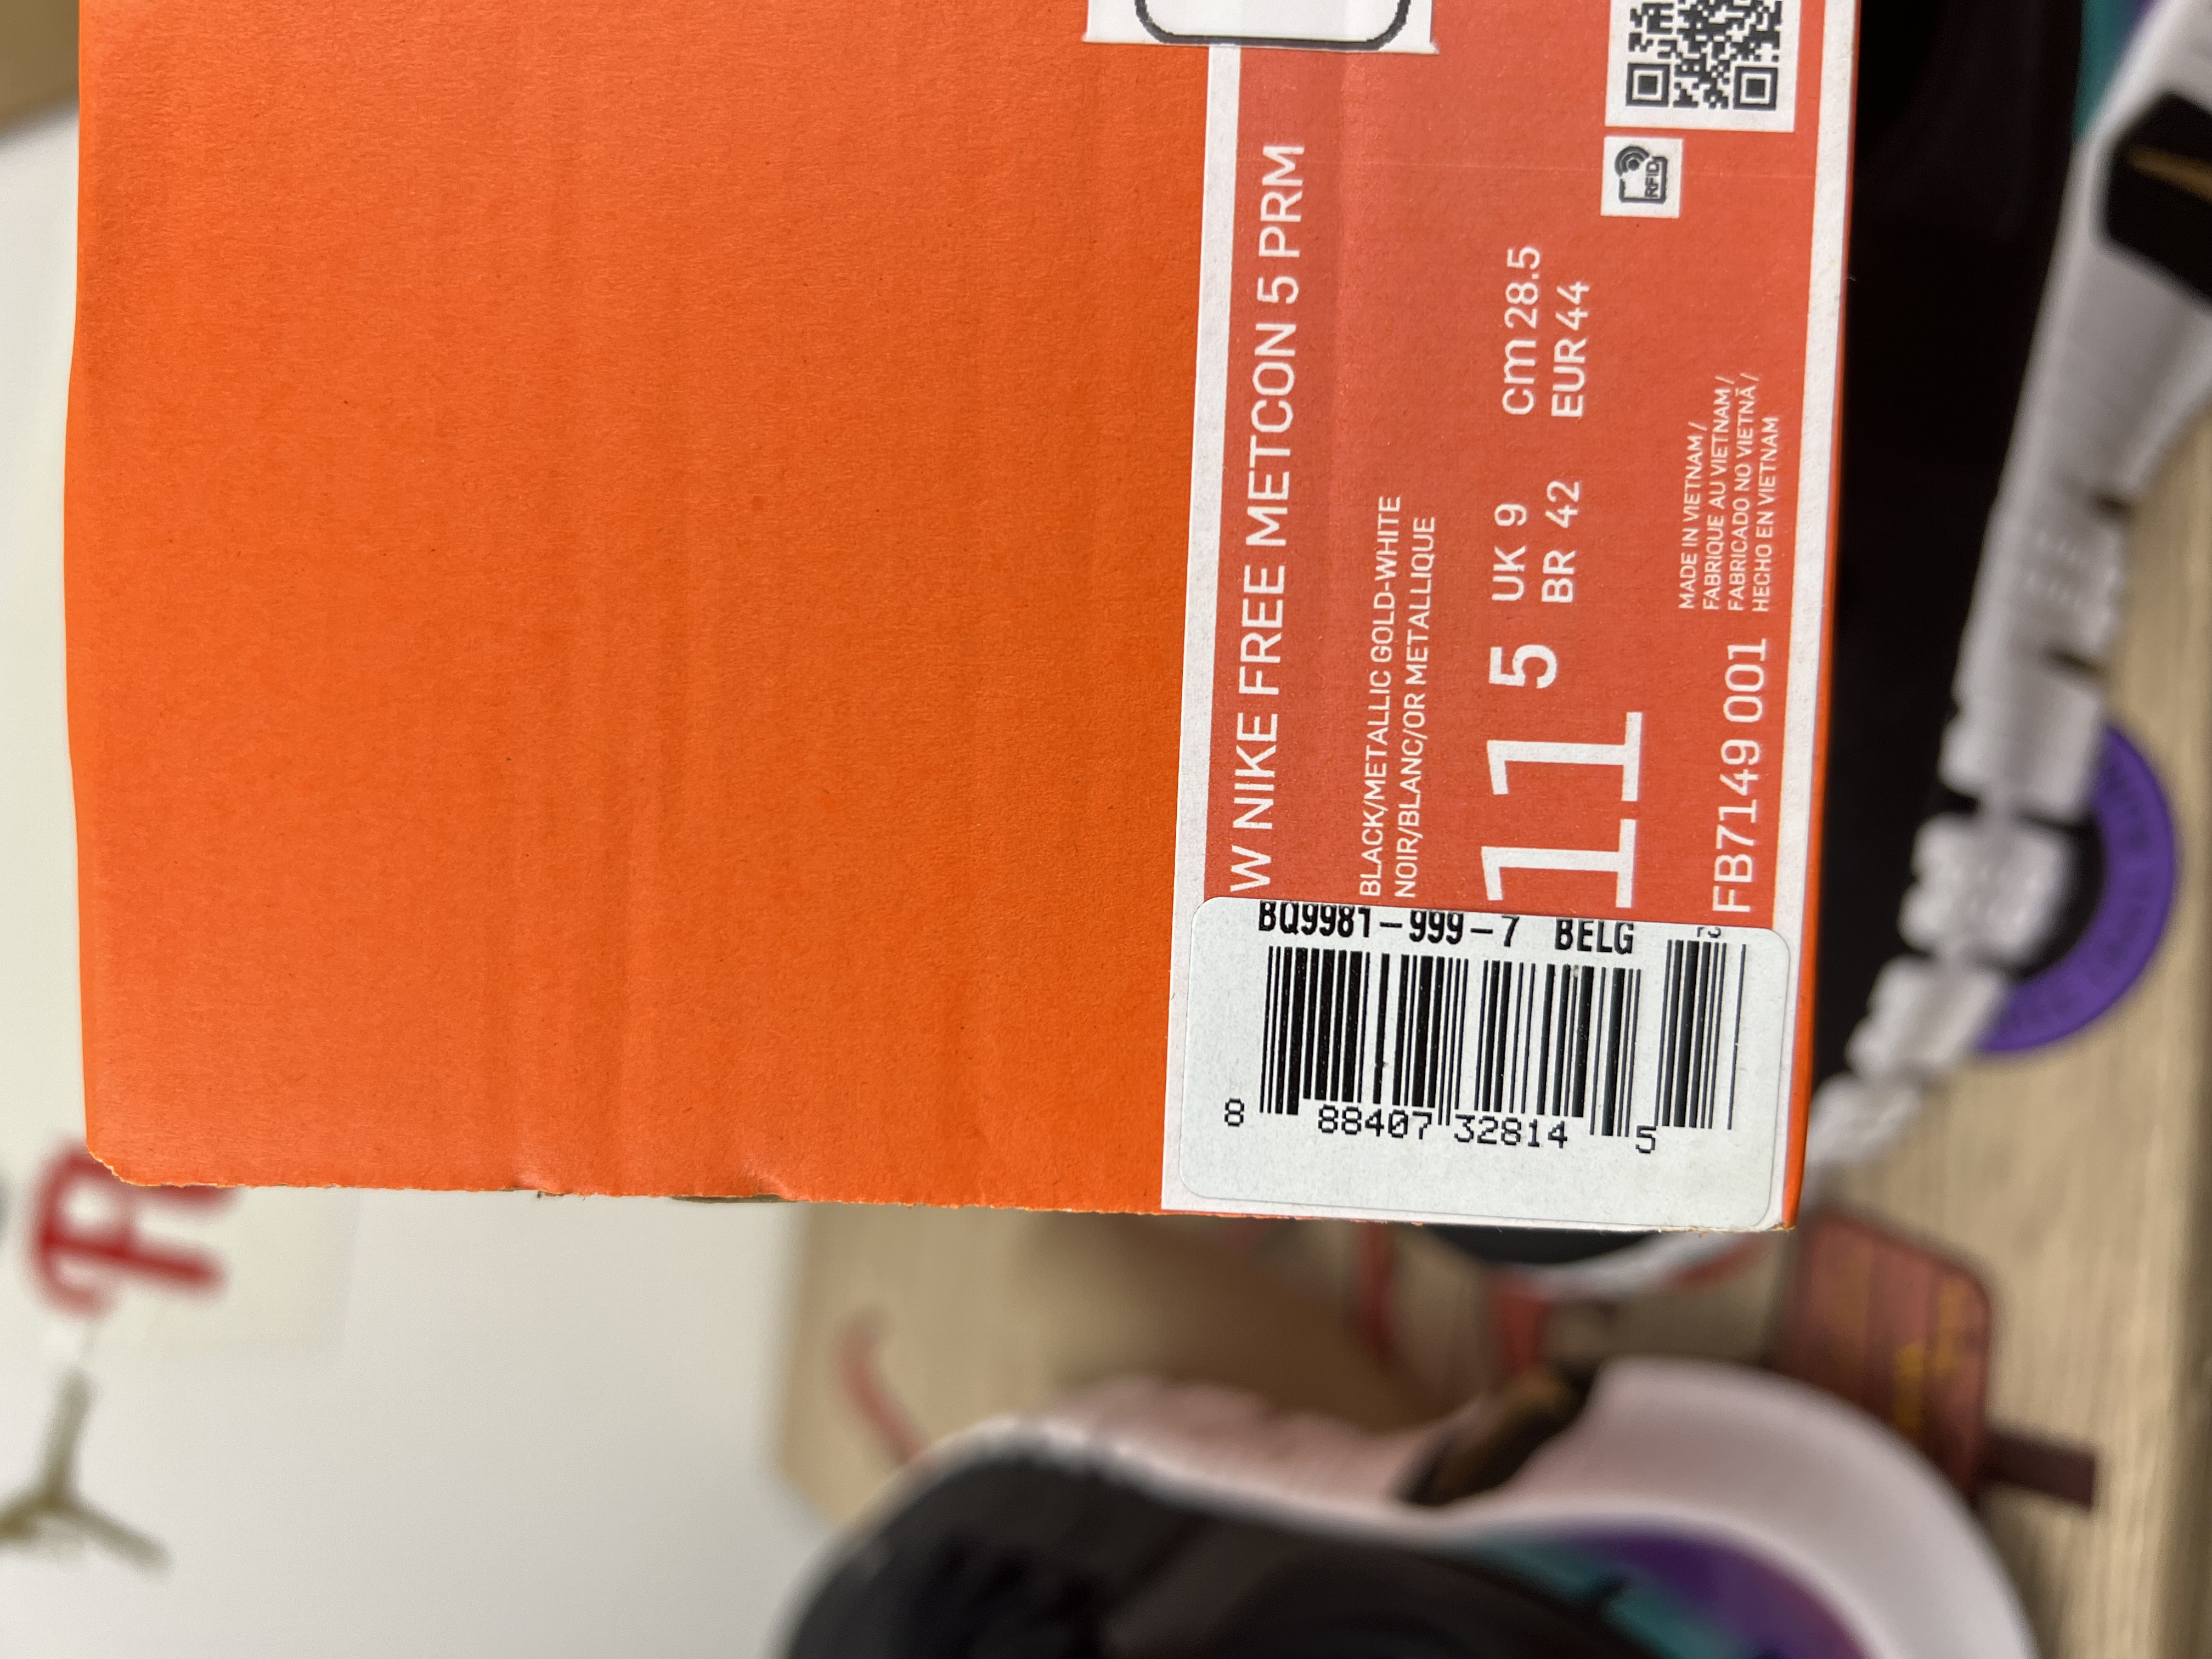 W NIKE FREE METCON 5 PRM
BLACK/METALLIC GOLD-WHITE
NOIR/BLANC/OR METALLIQUE
11 5
UK 9
BR 42
cm 28.5
EUR 44
RFID
FB7149 001
MADE IN VIETNAM /
FABRIQUE AU VIETNAM /
FABRICADO NO VIETNÃ /
HECHO EN VIETNAM
BQ9981-999-7 BELG
8 88407 32814 5